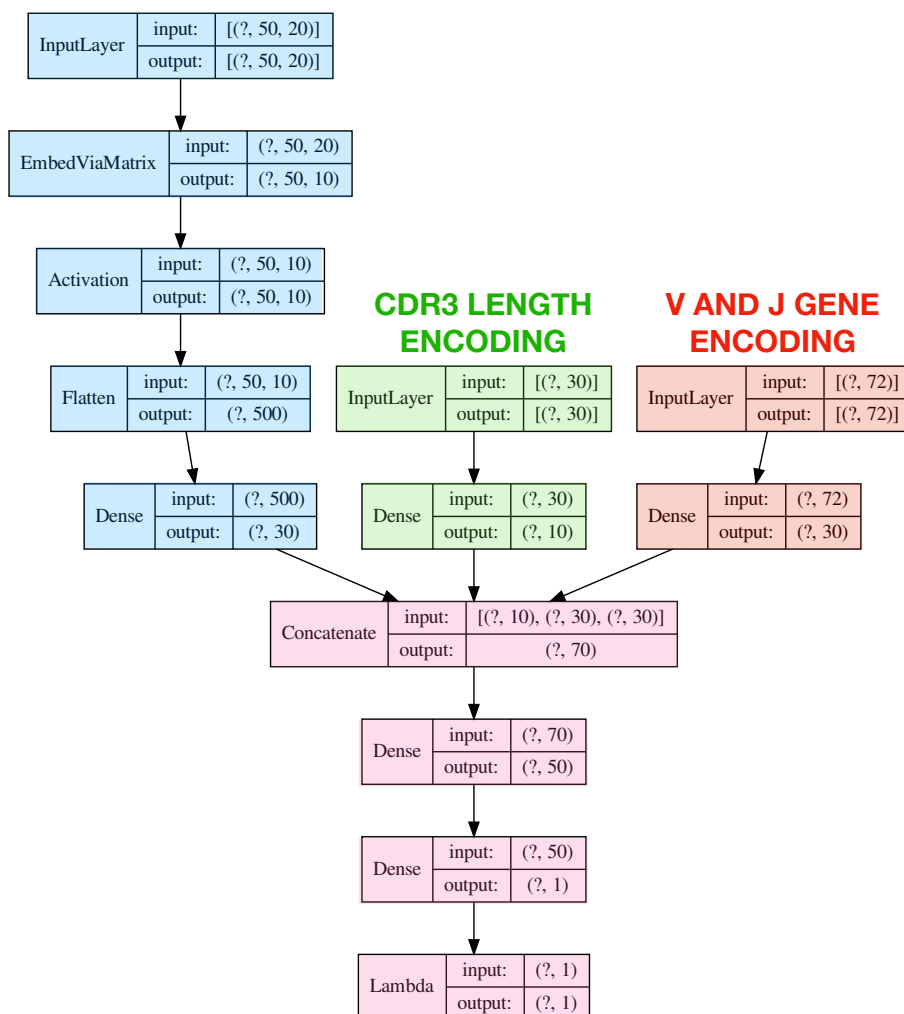 InputLayer
input: [(?, 50, 20)]
output: [(?, 50, 20)]
EmbedViaMatrix
input: (?, 50, 20)
output: (?, 50, 10)
Activation
input: (?, 50, 10)
output: (?, 50, 10)
Flatten
input: (?, 50, 10)
output: (?, 500)
Dense
input: (?, 500)
output: (?, 30)
CDR3 LENGTH
ENCODING
InputLayer
input: [(?, 30)]
output: [(?, 30)]
Dense
input: (?, 30)
output: (?, 10)
V AND J GENE
ENCODING
InputLayer
input: [(?, 72)]
output: [(?, 72)]
Dense
input: (?, 72)
output: (?, 30)
Concatenate
input: [(?, 10), (?, 30), (?, 30)]
output: (?, 70)
Dense
input: (?, 70)
output: (?, 50)
Dense
input: (?, 50)
output: (?, 1)
Lambda
input: (?, 1)
output: (?, 1)